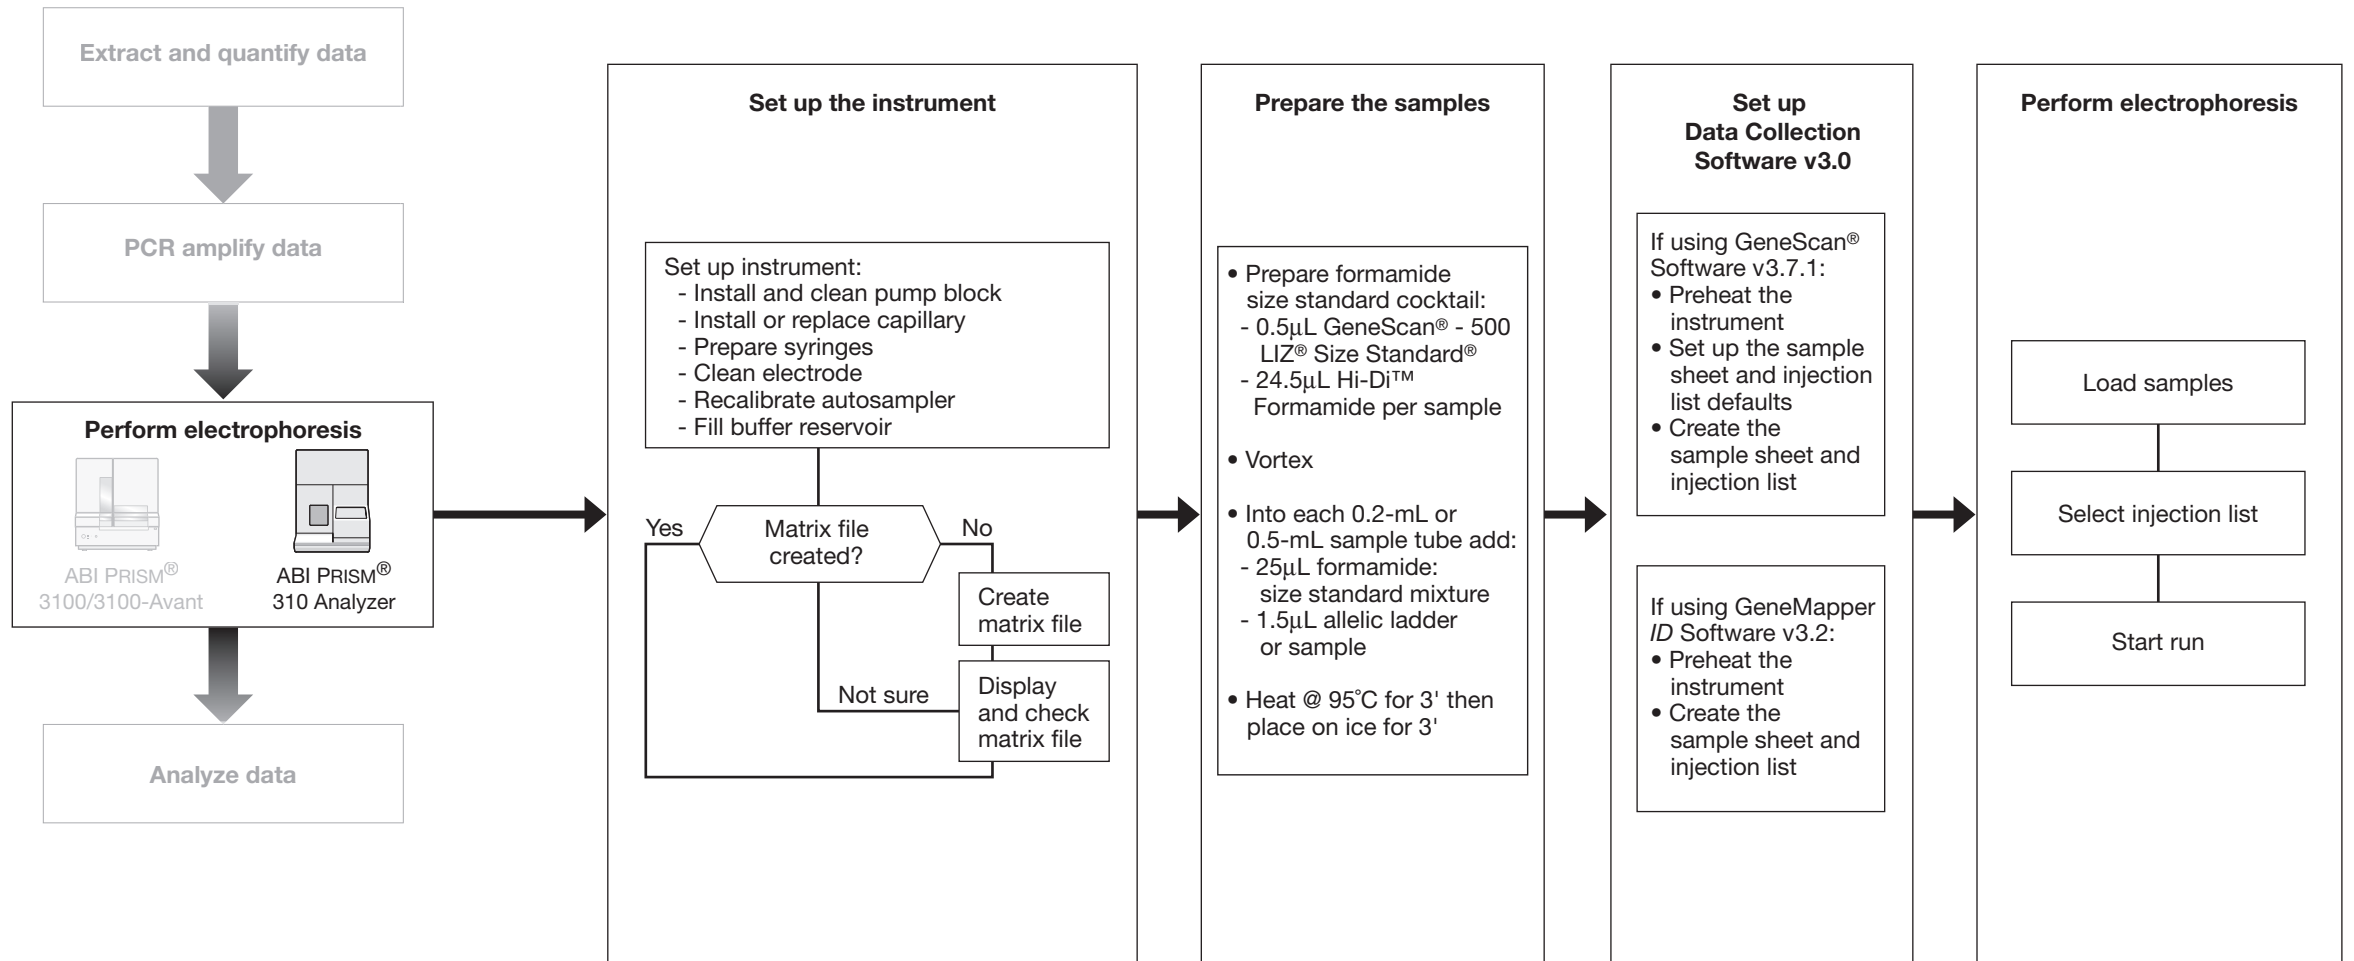 Extract and quantify data
PCR amplify data
Perform electrophoresis
ABI PRISM®
3100/3100-Avant
ABI PRISM®
310 Analyzer
Analyze data
Set up the instrument
Set up instrument:
- Install and clean pump block
- Install or replace capillary
- Prepare syringes
- Clean electrode
- Recalibrate autosampler
- Fill buffer reservoir
Yes
Matrix file
created?
No
Create
matrix file
Not sure
Display
and check
matrix file
Prepare the samples
• Prepare formamide
size standard cocktail:
- 0.5µL GeneScan® - 500
LIZ® Size Standard®
- 24.5µL Hi-Di™
Formamide per sample
• Vortex
• Into each 0.2-mL or
0.5-mL sample tube add:
- 25µL formamide:
size standard mixture
- 1.5µL allelic ladder
or sample
• Heat @ 95˚C for 3' then
place on ice for 3'
Set up
Data Collection
Software v3.0
If using GeneScan®
Software v3.7.1:
• Preheat the
instrument
• Set up the sample
sheet and injection
list defaults
• Create the
sample sheet and
injection list
If using GeneMapper
ID Software v3.2:
• Preheat the
instrument
• Create the
sample sheet and
injection list
Perform electrophoresis
Load samples
Select injection list
Start run